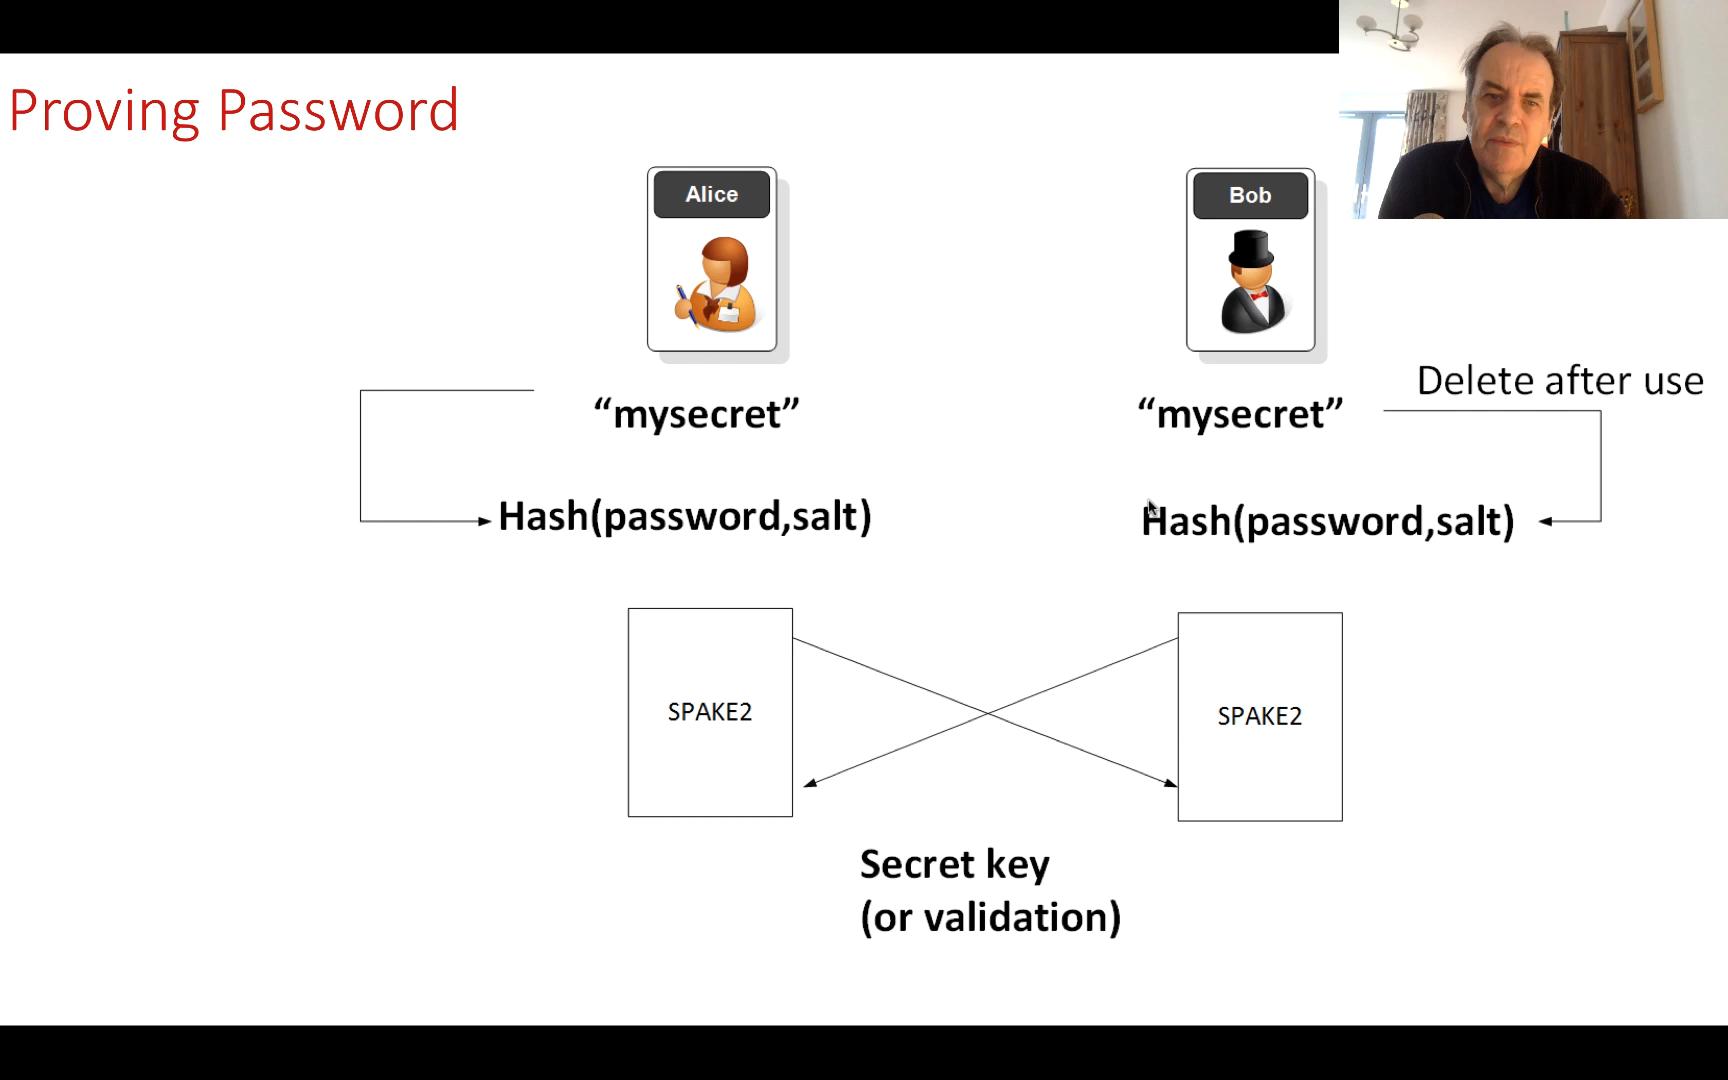 Proving Password
Alice
Bob
Delete after use
“mysecret”
“mysecret”
Hash(password,salt)
Hash(password,salt)
SPAKE2
SPAKE2
Secret key
(or validation)